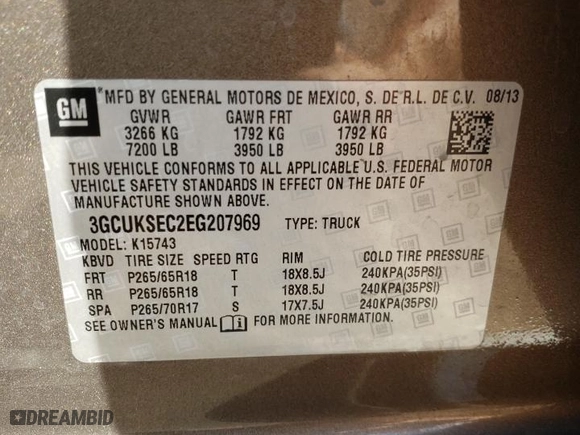 GM *MFD BY GENERAL MOTORS DE MEXICO, S. DE R.L. DE C.V. 08/13
GVWR GAWR FRT GAWR RR
3266 KG 1792 KG 1792 KG
7200 LB 3950 LB 3950 LB
THIS VEHICLE CONFORMS TO ALL APPLICABLE U.S. FEDERAL MOTOR
VEHICLE SAFETY STANDARDS IN EFFECT ON THE DATE OF
MANUFACTURE SHOWN ABOVE.
3GCUKSEC2EG207969 TYPE: TRUCK
MODEL: K15743
KBVD TIRE SIZE SPEED RTG RIM COLD TIRE PRESSURE
FRT P265/65R18 T 18X8.5J 240KPA(35PSI)
RR P265/65R18 T 18X8.5J 240KPA(35PSI)
SPA P265/70R17 S 17X7.5J 240KPA(35PSI)
SEE OWNER'S MANUAL FOR MORE INFORMATION.
DREAMBID